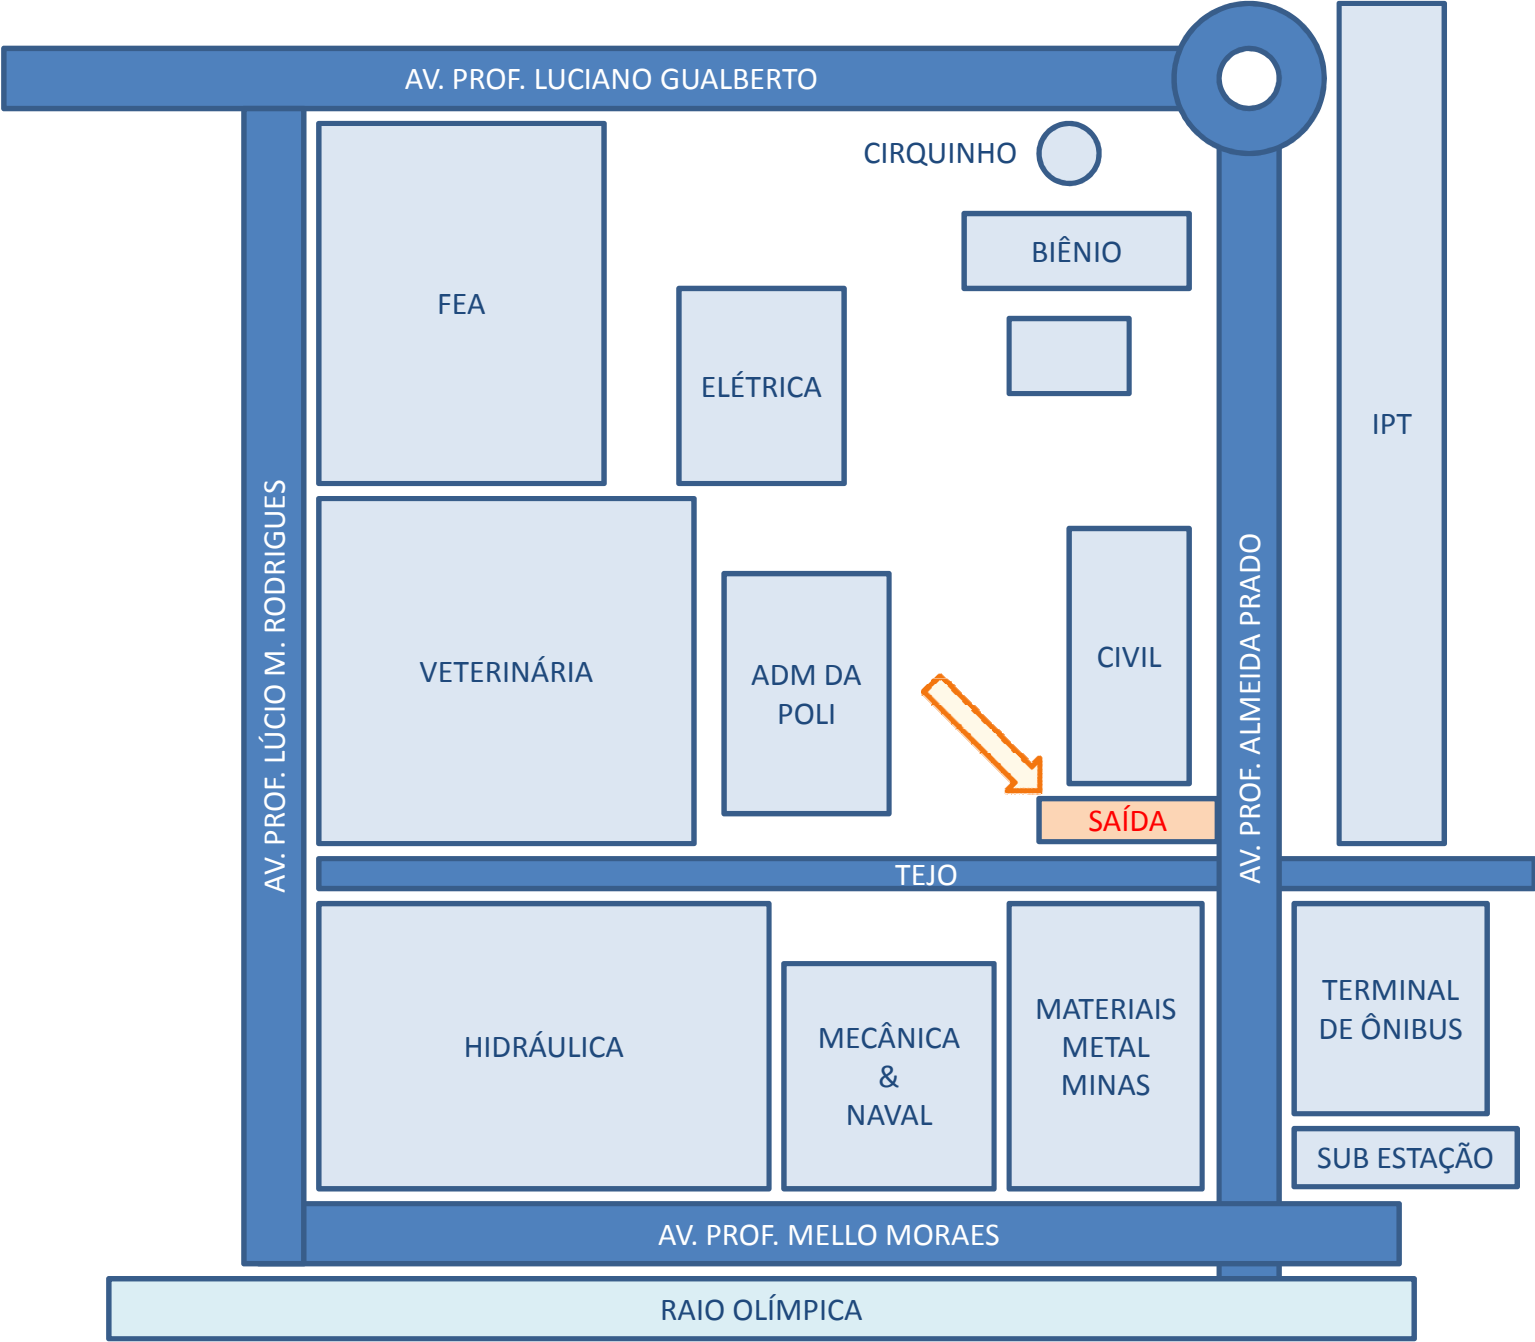 AV. PROF. LUCIANO GUALBERTO
CIRQUINHO
BIÊNIO
FEA
ELÉTRICA
IPT
AV. PROF. LÚCIO M. RODRIGUES
AV. PROF. ALMEIDA PRADO
VETERINÁRIA
ADM DA
POLI
CIVIL
SAÍDA
TEJO
HIDRÁULICA
MECÂNICA
&
NAVAL
MATERIAIS
METAL
MINAS
TERMINAL
DE ÔNIBUS
SUB ESTAÇÃO
AV. PROF. MELLO MORAES
RAIO OLÍMPICA